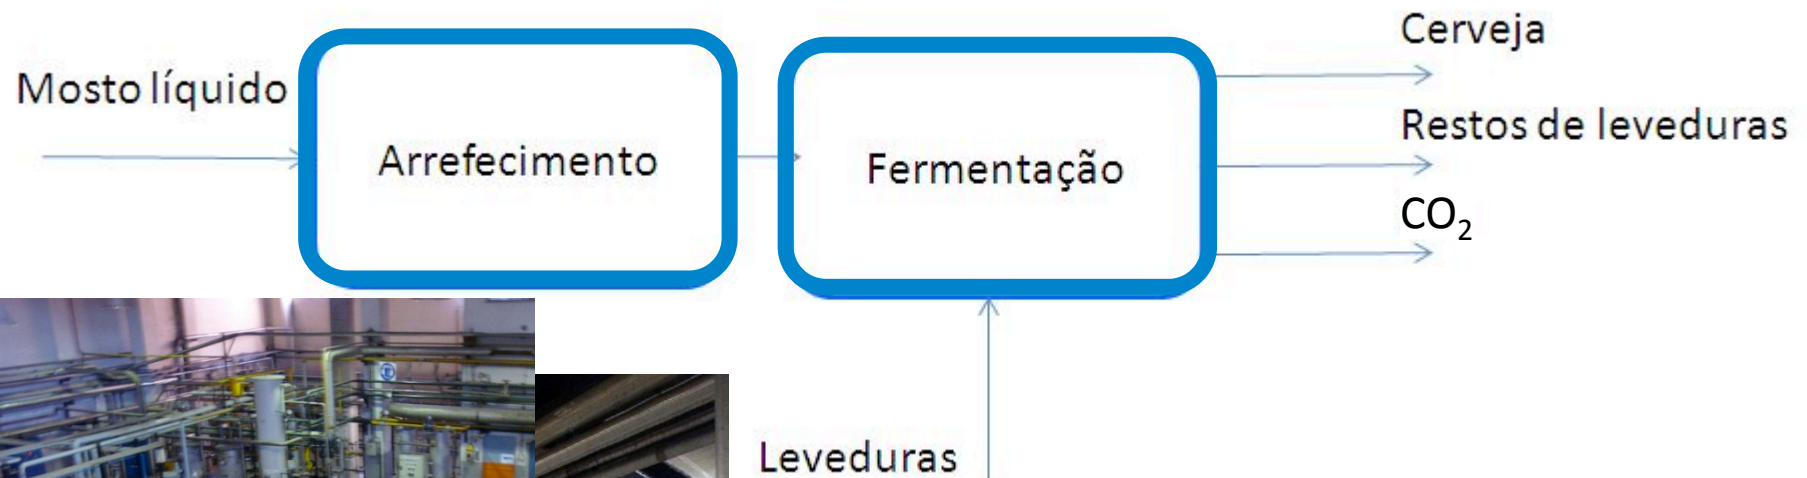 Mosto líquido
Arrefecimento
Fermentação
Cerveja
Restos de leveduras
CO₂
Leveduras